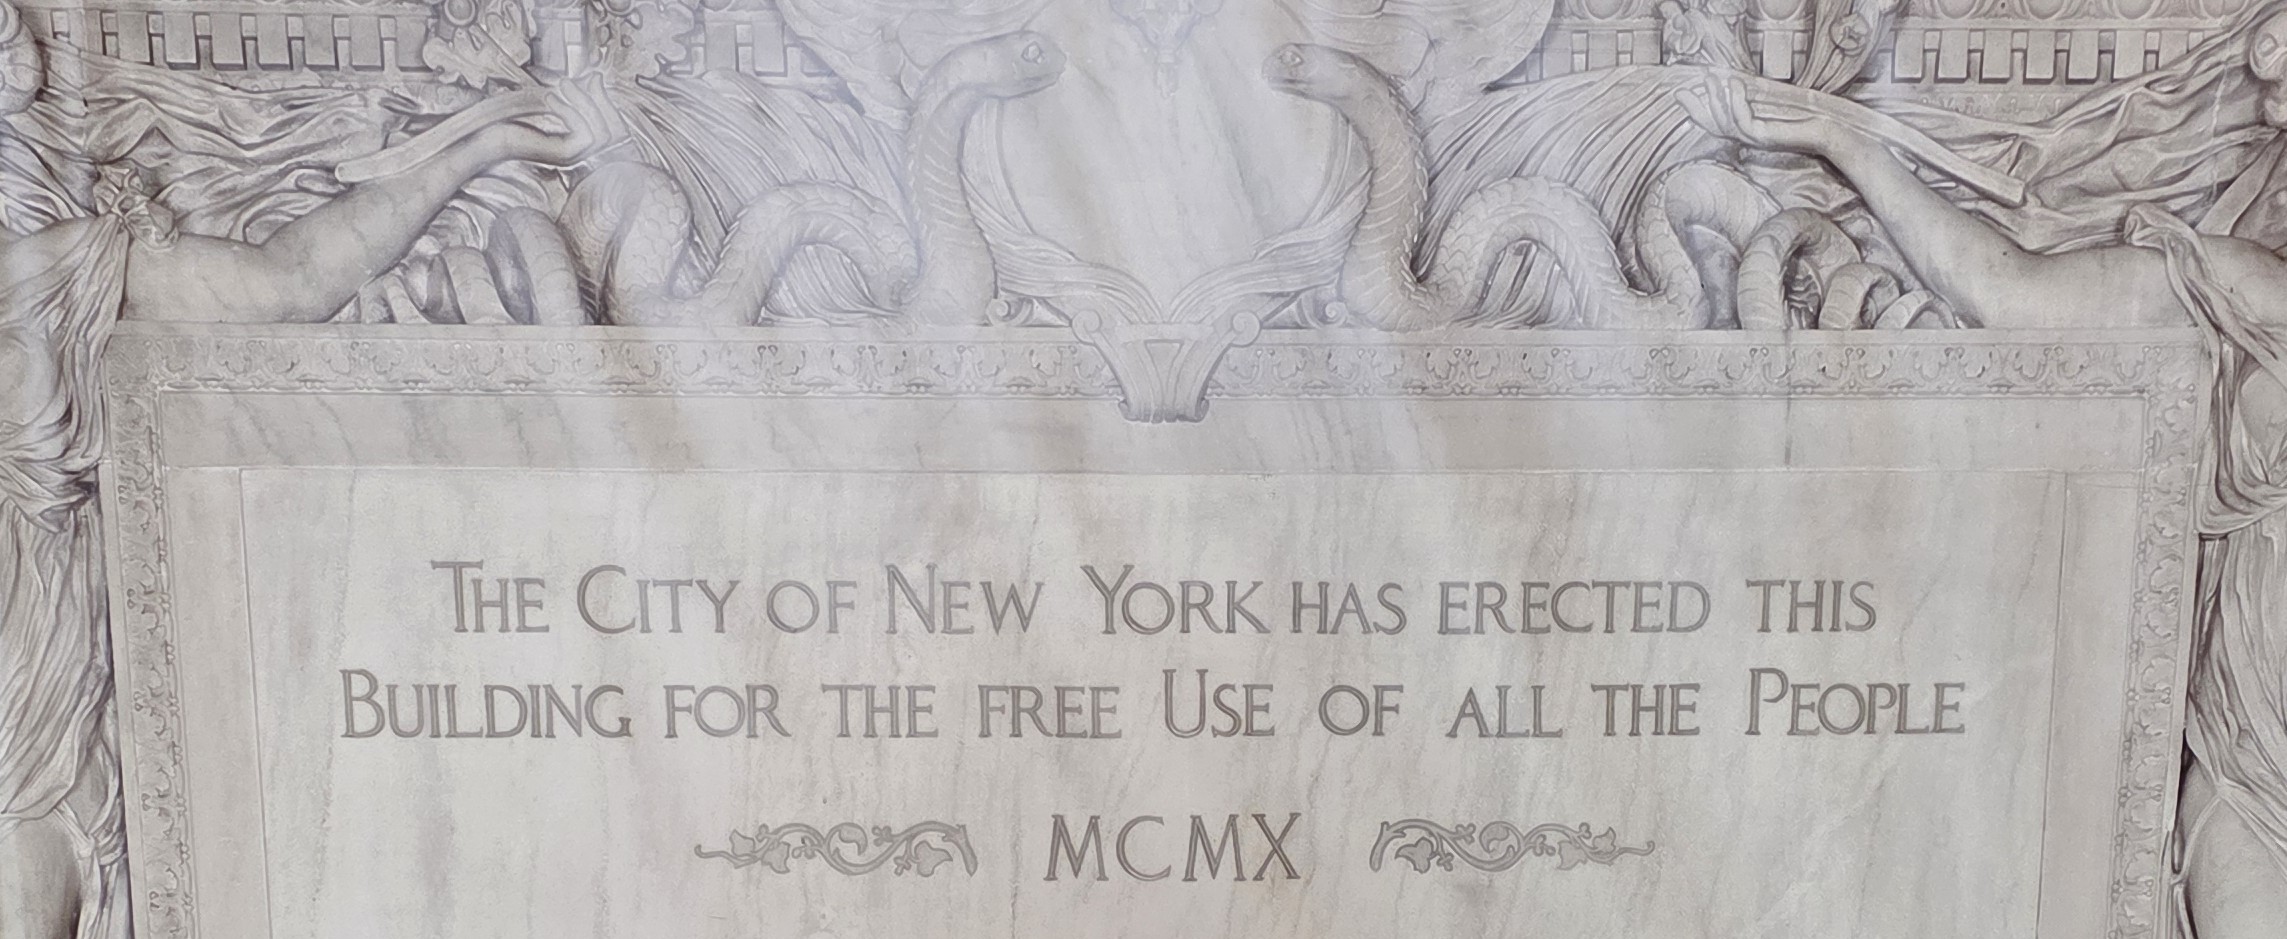 The City of New York has erected this
Building for the free Use of all the People
MCMX